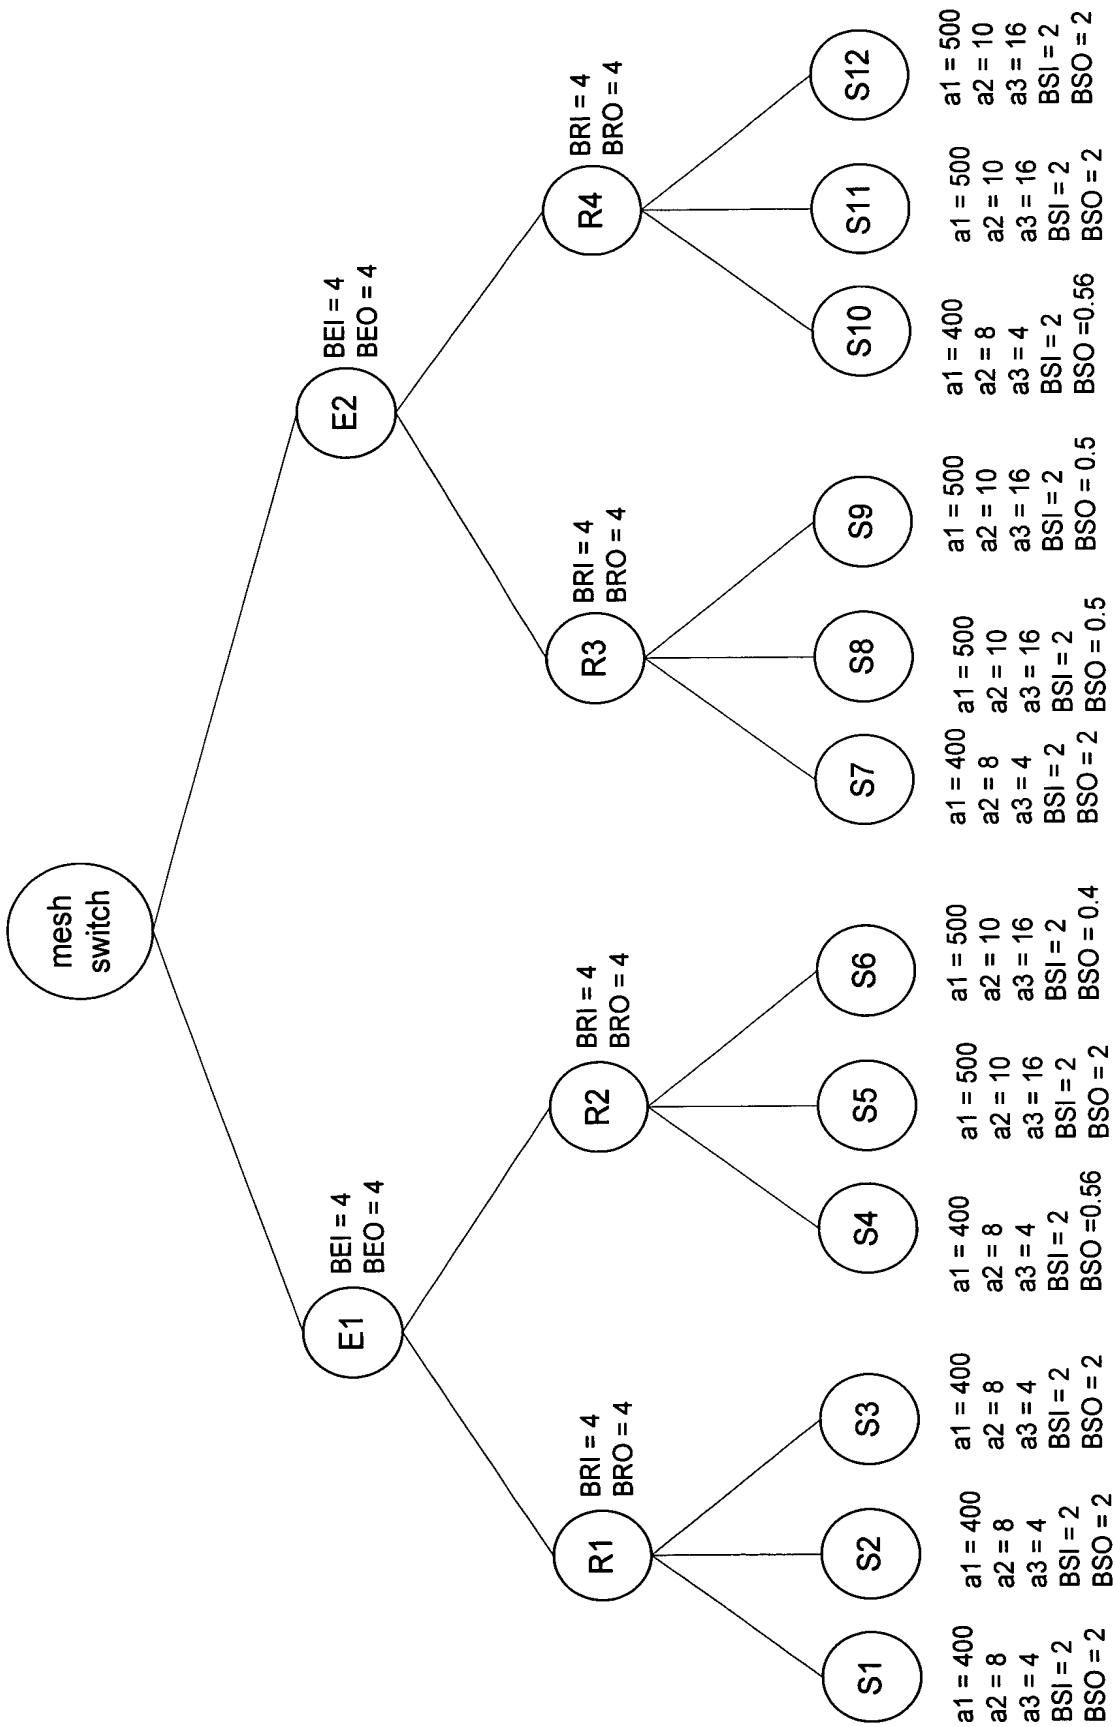 mesh
switch
E1
BEI = 4
BEO = 4
E2
BEI = 4
BEO = 4
R1
BRI = 4
BRO = 4
R2
BRI = 4
BRO = 4
R3
BRI = 4
BRO = 4
R4
BRI = 4
BRO = 4
S1
a1 = 400
a2 = 8
a3 = 4
BSI = 2
BSO = 2
S2
a1 = 400
a2 = 8
a3 = 4
BSI = 2
BSO = 2
S3
a1 = 400
a2 = 8
a3 = 4
BSI = 2
BSO = 2
S4
a1 = 400
a2 = 8
a3 = 4
BSI = 2
BSO =0.56
S5
a1 = 500
a2 = 10
a3 = 16
BSI = 2
BSO = 2
S6
a1 = 500
a2 = 10
a3 = 16
BSI = 2
BSO = 0.4
S7
a1 = 400
a2 = 8
a3 = 4
BSI = 2
BSO = 2
S8
a1 = 500
a2 = 10
a3 = 16
BSI = 2
BSO = 0.5
S9
a1 = 500
a2 = 10
a3 = 16
BSI = 2
BSO = 0.5
S10
a1 = 400
a2 = 8
a3 = 4
BSI = 2
BSO =0.56
S11
a1 = 500
a2 = 10
a3 = 16
BSI = 2
BSO = 2
S12
a1 = 500
a2 = 10
a3 = 16
BSI = 2
BSO = 2